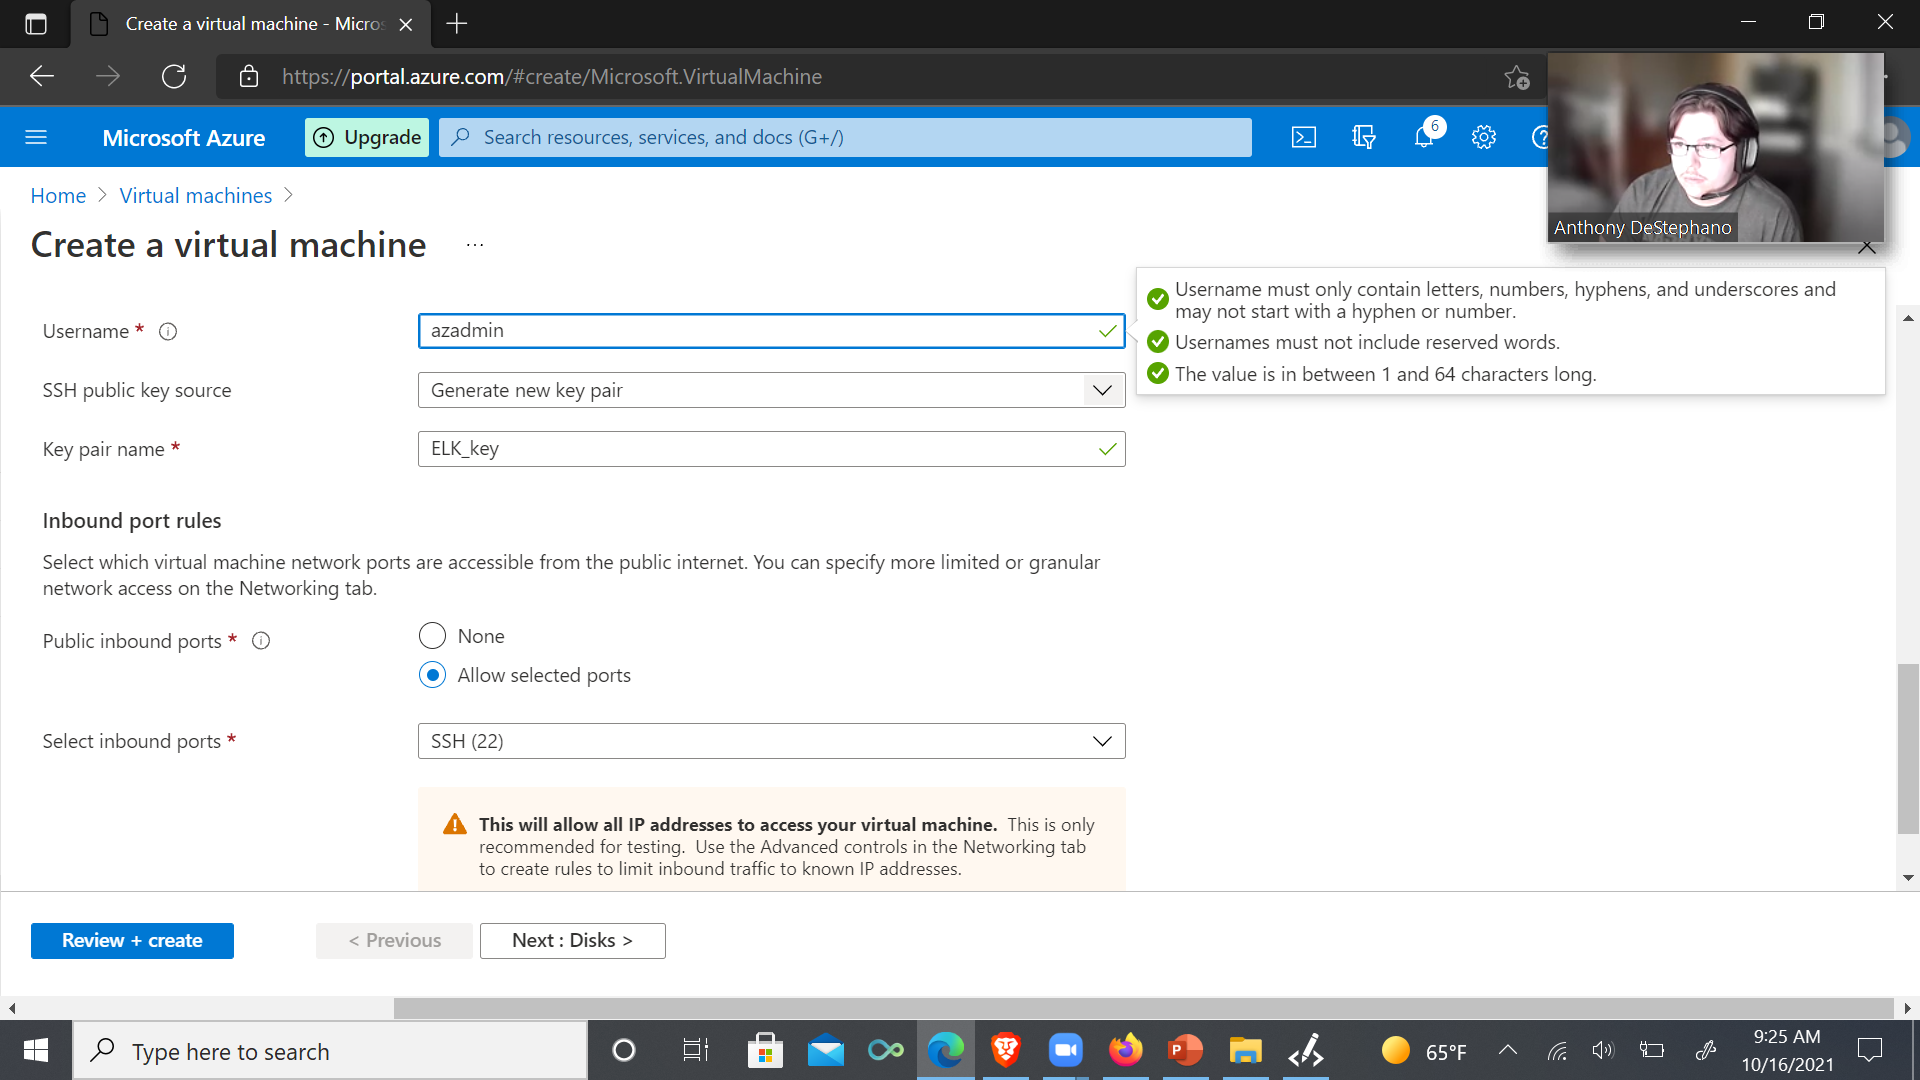 Create a virtual machine - Micros
https://portal.azure.com/#create/Microsoft.VirtualMachine
Microsoft Azure
Upgrade
Search resources, services, and docs (G+/)
6
Anthony DeStephano
Home > Virtual machines >
Create a virtual machine ...
Username *
azadmin
Username must only contain letters, numbers, hyphens, and underscores and
may not start with a hyphen or number.
Usernames must not include reserved words.
The value is in between 1 and 64 characters long.
SSH public key source
Generate new key pair
Key pair name *
ELK_key
Inbound port rules
Select which virtual machine network ports are accessible from the public internet. You can specify more limited or granular
network access on the Networking tab.
Public inbound ports *
None
Allow selected ports
Select inbound ports *
SSH (22)
This will allow all IP addresses to access your virtual machine. This is only
recommended for testing. Use the Advanced controls in the Networking tab
to create rules to limit inbound traffic to known IP addresses.
Review + create
< Previous
Next : Disks >
Type here to search
65°F
9:25 AM
10/16/2021